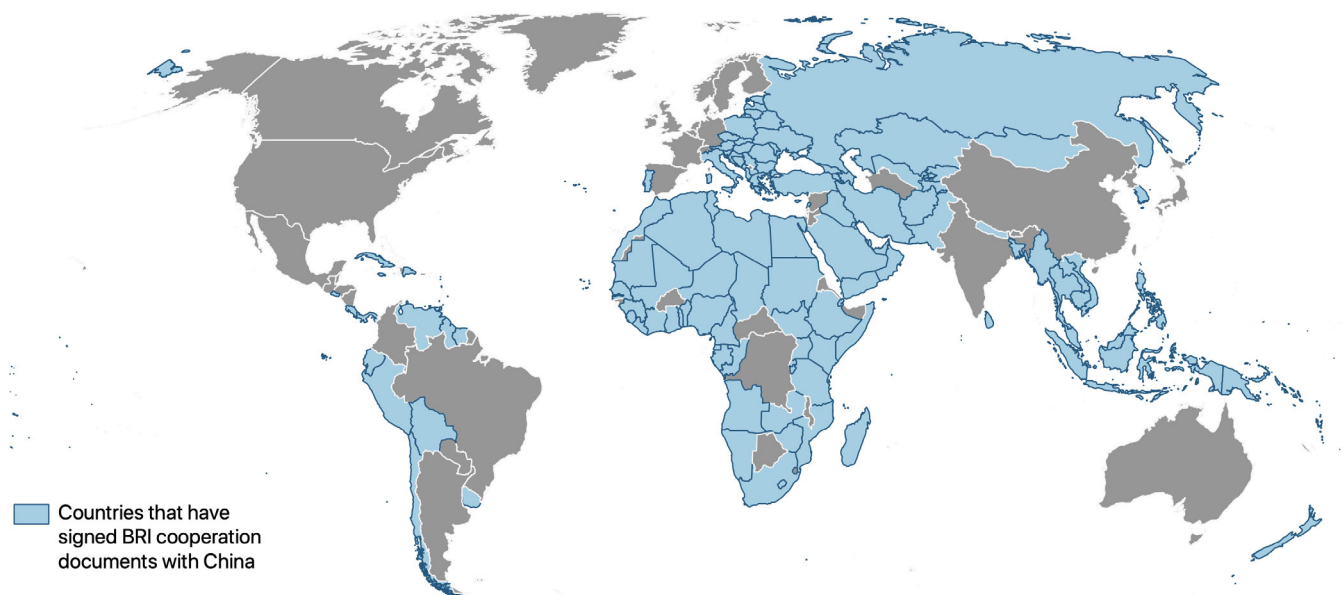 Countries that have
signed BRI cooperation
documents with China